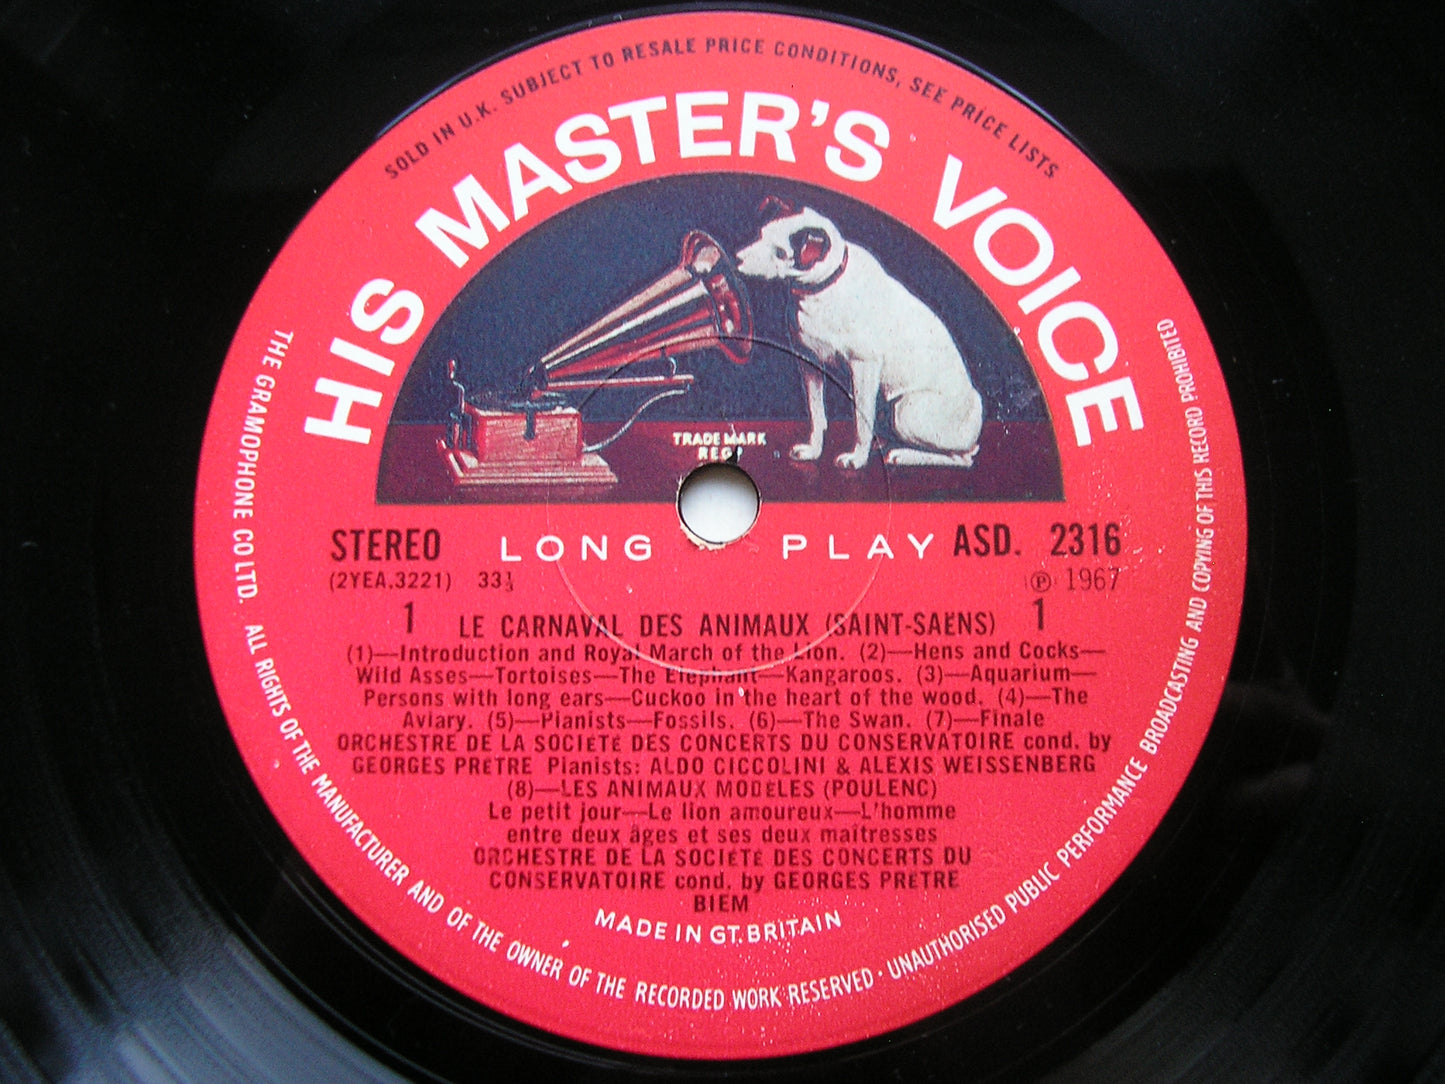 SOLD IN U.K. SUBJECT TO RESALE PRICE CONDITIONS, SEE PRICE LISTS
HIS MASTER'S VOICE
TRADE MARK
REGD
STEREO LONG PLAY ASD. 2316
(2YEA.3221) 33⅓ ℗ 1967
1 LE CARNAVAL DES ANIMAUX (SAINT-SAËNS) 1
(1)—Introduction and Royal March of the Lion. (2)—Hens and Cocks—
Wild Asses—Tortoises—The Elephant—Kangaroos. (3)—Aquarium—
Persons with long ears—Cuckoo in the heart of the wood. (4)—The
Aviary. (5)—Pianists—Fossils. (6)—The Swan. (7)—Finale
ORCHESTRE DE LA SOCIÉTÉ DES CONCERTS DU CONSERVATOIRE cond. by
GEORGES PRÊTRE Pianists: ALDO CICCOLINI & ALEXIS WEISSENBERG
(8)—LES ANIMAUX MODÈLES (POULENC)
Le petit jour—Le lion amoureux—L'homme
entre deux âges et ses deux maîtresses
ORCHESTRE DE LA SOCIÉTÉ DES CONCERTS DU
CONSERVATOIRE cond. by GEORGES PRÊTRE
BIEM
MADE IN GT. BRITAIN
THE GRAMOPHONE CO LTD. ALL RIGHTS OF THE MANUFACTURER AND OF THE OWNER OF THE RECORDED WORK RESERVED · UNAUTHORISED PUBLIC PERFORMANCE BROADCASTING AND COPYING OF THIS RECORD PROHIBITED